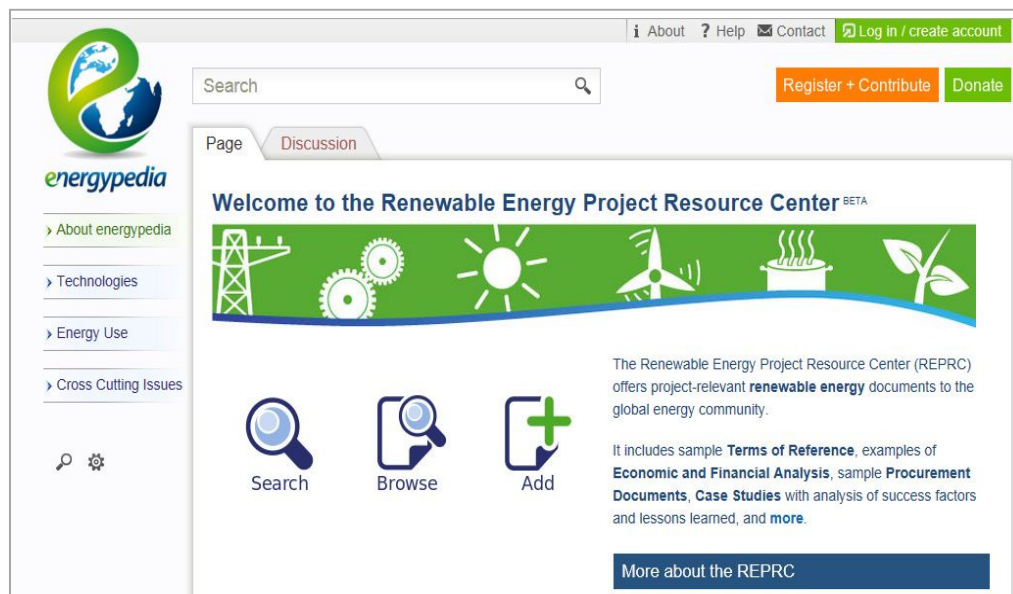 About
Help
Contact
Log in / create account
Search
Register + Contribute
Donate
Page
Discussion
energypedia
Welcome to the Renewable Energy Project Resource Center BETA
About energypedia
Technologies
Energy Use
Cross Cutting Issues
Search
Browse
Add
The Renewable Energy Project Resource Center (REPRC)
offers project-relevant renewable energy documents to the
global energy community.
It includes sample Terms of Reference, examples of
Economic and Financial Analysis, sample Procurement
Documents, Case Studies with analysis of success factors
and lessons learned, and more.
More about the REPRC